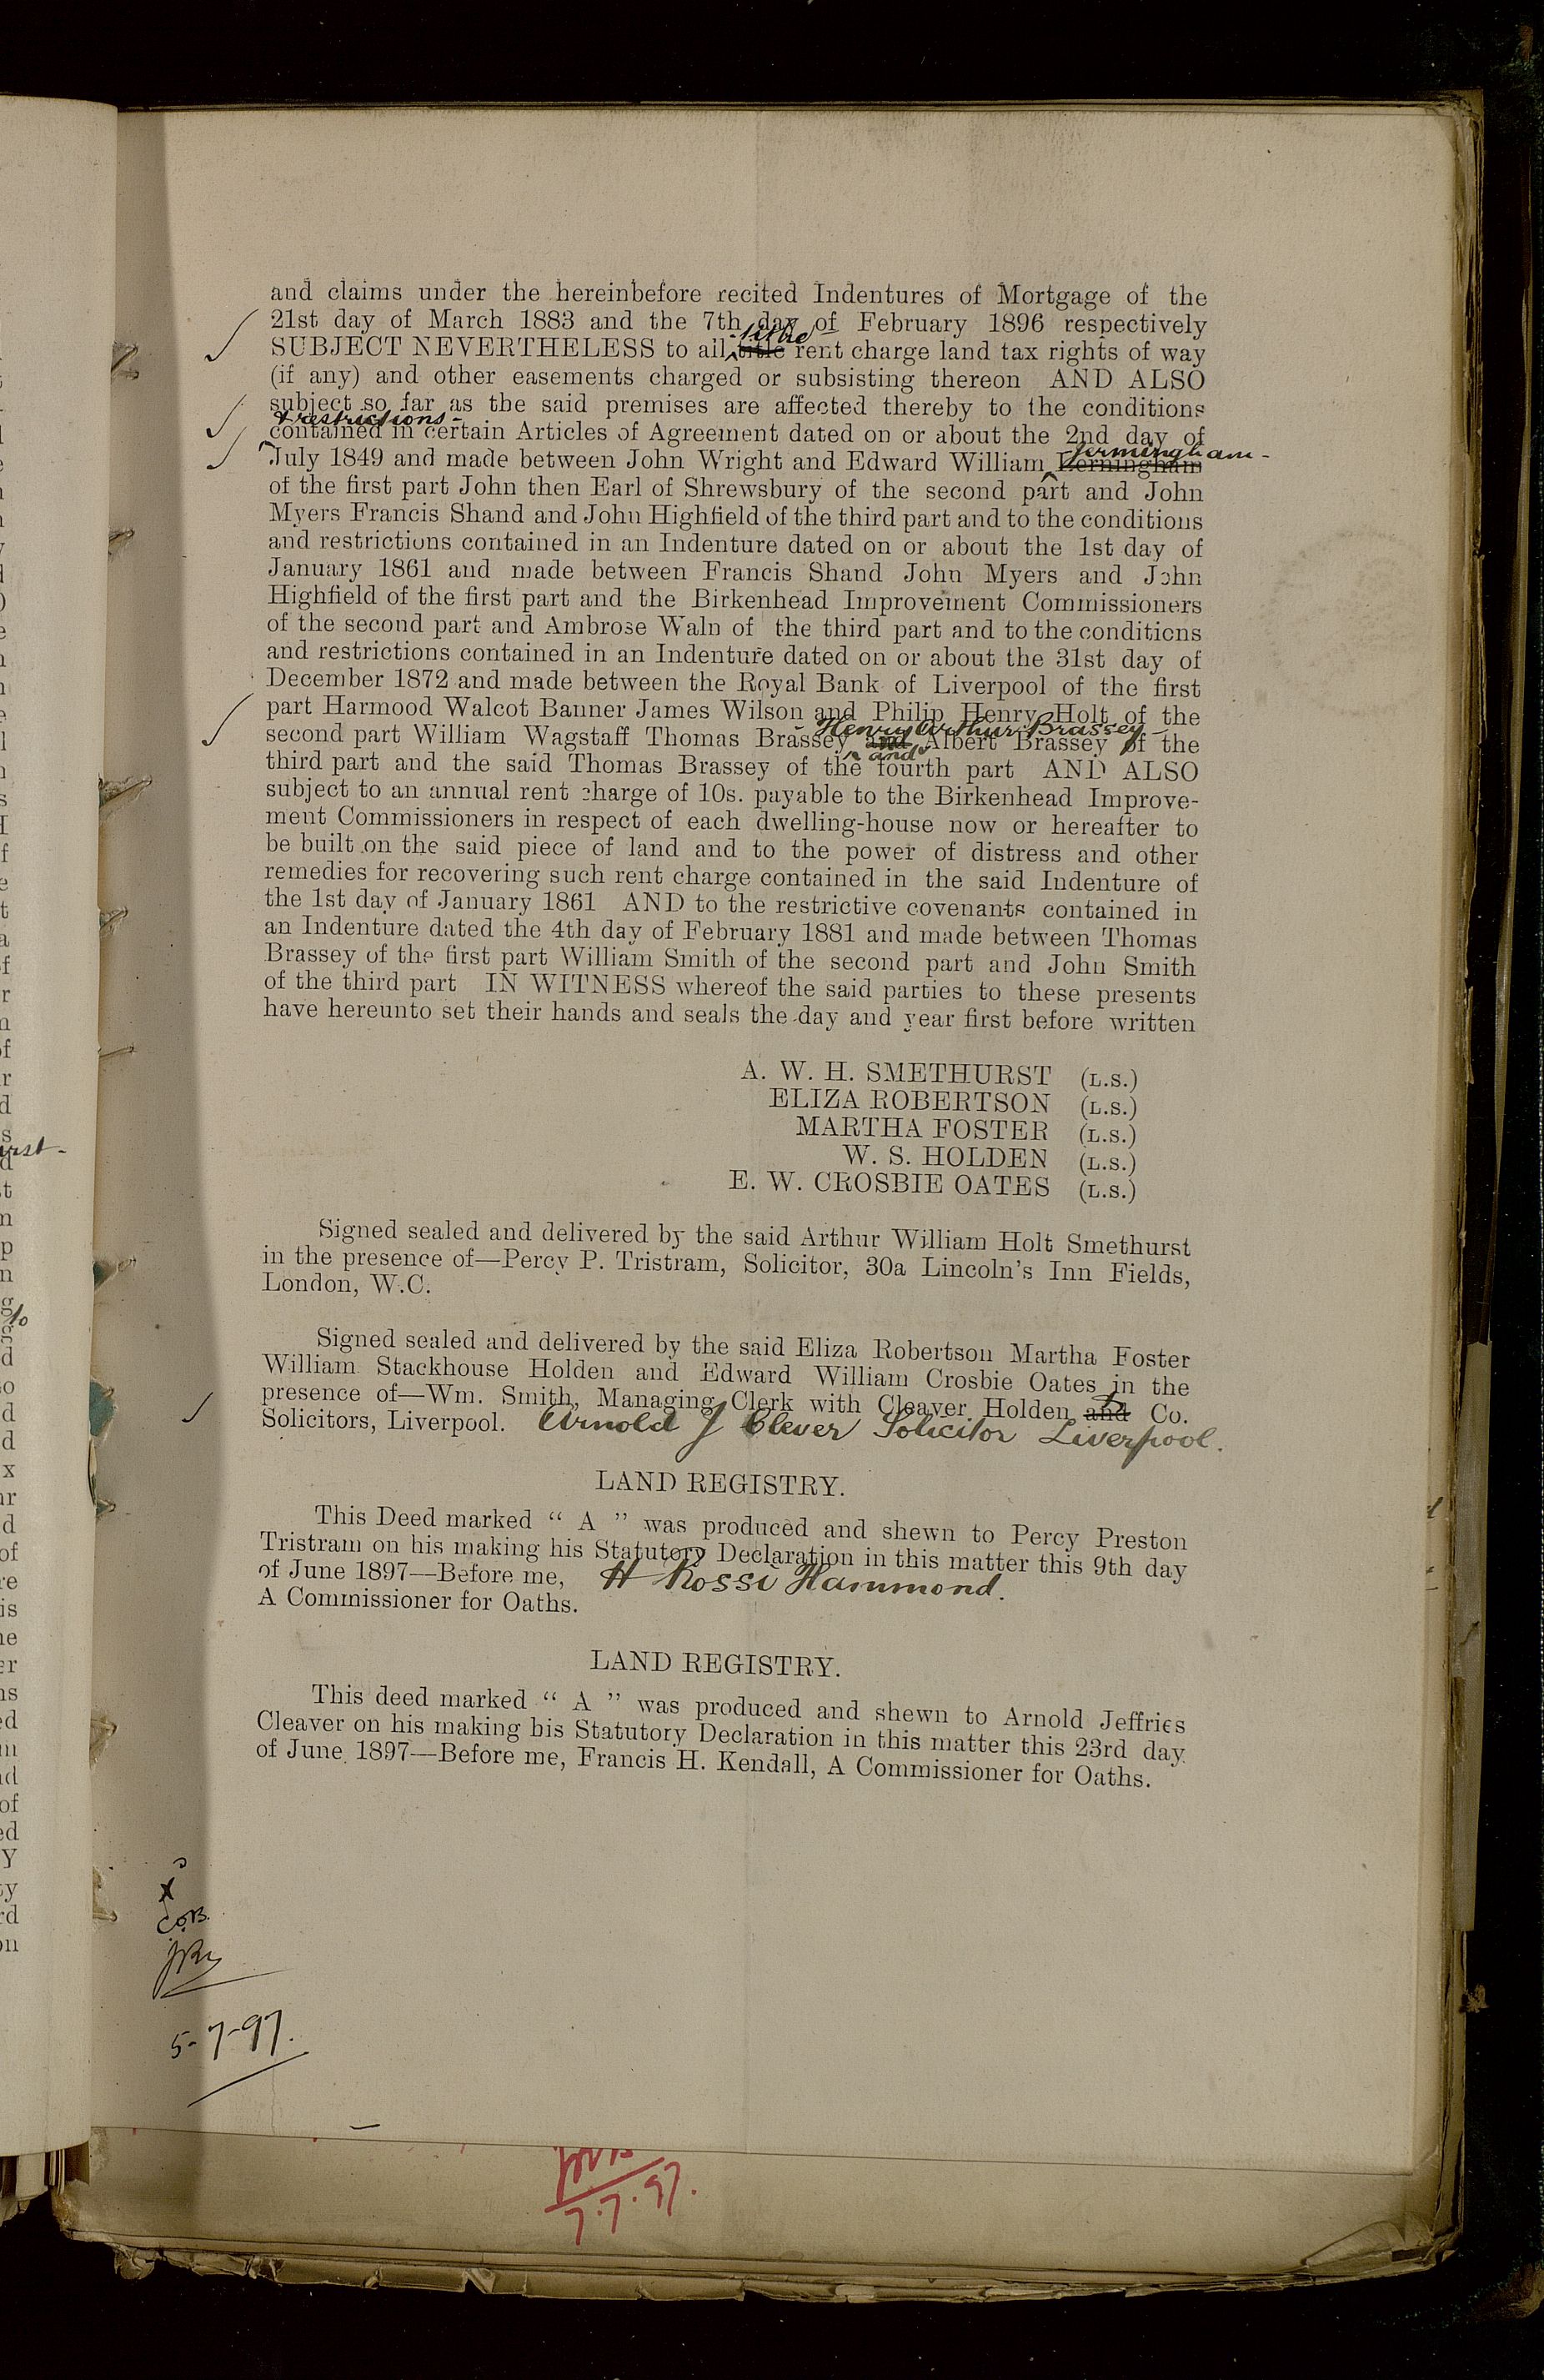 and claims under the hereinbefore recited Indentures of Mortgage of the
21st day of March 1883 and the 7th day of February 1896 respectively
tithe
SUBJECT NEVERTHELESS to all title rent charge land tax rights of way
(if any) and other easements charged or subsisting thereon AND ALSO
subject so far as the said premises are affected thereby to the conditions
& restrictions
contained in certain Articles of Agreement dated on or about the 2nd day of
Jerningham
July 1849 and made between John Wright and Edward William Lerningham
of the first part John then Earl of Shrewsbury of the second part and John
Myers Francis Shand and John Highfield of the third part and to the conditions
and restrictions contained in an Indenture dated on or about the 1st day of
January 1861 and made between Francis Shand John Myers and John
Highfield of the first part and the Birkenhead Improvement Commissioners
of the second part and Ambrose Waln of the third part and to the conditions
and restrictions contained in an Indenture dated on or about the 31st day of
December 1872 and made between the Royal Bank of Liverpool of the first
part Harmood Walcot Banner James Wilson and Philip Henry Holt of the
Henry Arthur Brassey
second part William Wagstaff Thomas Brassey and Albert Brassey of the
and
third part and the said Thomas Brassey of the fourth part AND ALSO
subject to an annual rent charge of 10s. payable to the Birkenhead Improve-
ment Commissioners in respect of each dwelling-house now or hereafter to
be built on the said piece of land and to the power of distress and other
remedies for recovering such rent charge contained in the said Indenture of
the 1st day of January 1861 AND to the restrictive covenants contained in
an Indenture dated the 4th day of February 1881 and made between Thomas
Brassey of the first part William Smith of the second part and John Smith
of the third part IN WITNESS whereof the said parties to these presents
have hereunto set their hands and seals the day and year first before written
A. W. H. SMETHURST (L.S.)
ELIZA ROBERTSON (L.S.)
MARTHA FOSTER (L.S.)
W. S. HOLDEN (L.S.)
E. W. CROSBIE OATES (L.S.)
Signed sealed and delivered by the said Arthur William Holt Smethurst
in the presence of—Percy P. Tristram, Solicitor, 30a Lincoln's Inn Fields,
London, W.C.
Signed sealed and delivered by the said Eliza Robertson Martha Foster
William Stackhouse Holden and Edward William Crosbie Oates in the
presence of—Wm. Smith, Managing Clerk with Cleaver Holden and Co.
Solicitors, Liverpool. Arnold J Clever Solicitor Liverpool.
LAND REGISTRY.
This Deed marked “ A ” was produced and shewn to Percy Preston
Tristram on his making his Statutory Declaration in this matter this 9th day
of June 1897—Before me, H Rossi Hammond.
A Commissioner for Oaths.
LAND REGISTRY.
This deed marked “ A ” was produced and shewn to Arnold Jeffries
Cleaver on his making his Statutory Declaration in this matter this 23rd day
of June 1897—Before me, Francis H. Kendall, A Commissioner for Oaths.
5-7-97.
7.7.97.